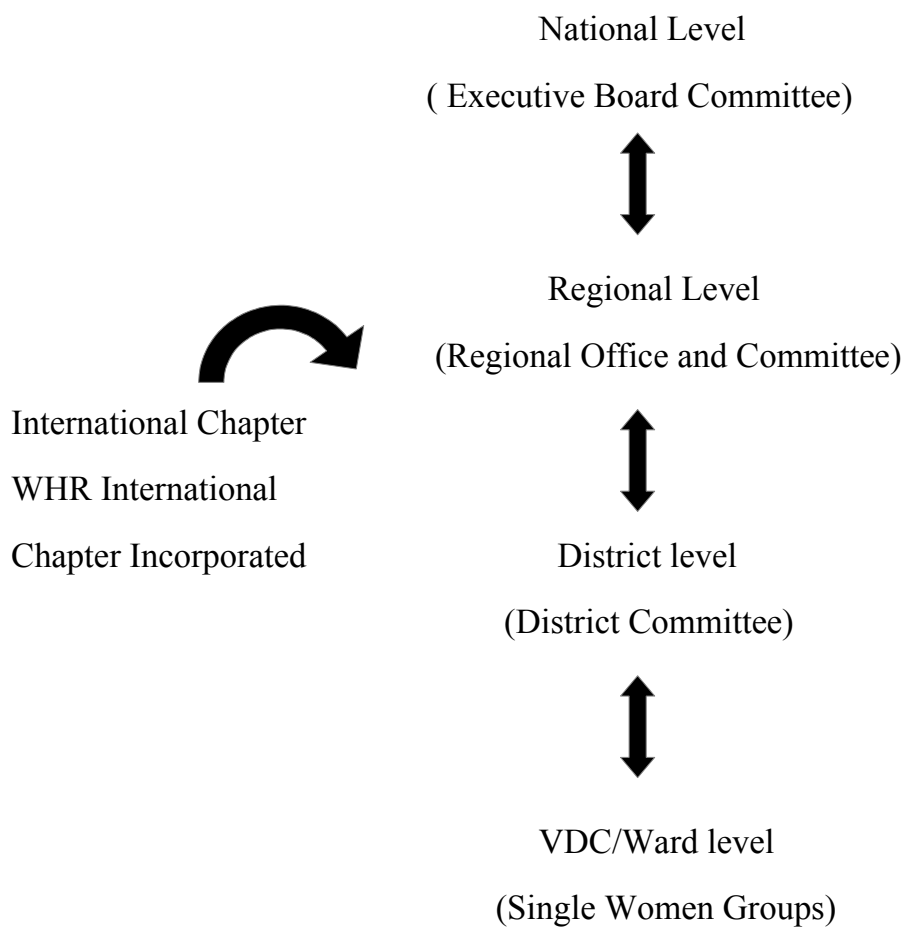 National Level
( Executive Board Committee)
Regional Level
(Regional Office and Committee)
International Chapter
WHR International
Chapter Incorporated
District level
(District Committee)
VDC/Ward level
(Single Women Groups)